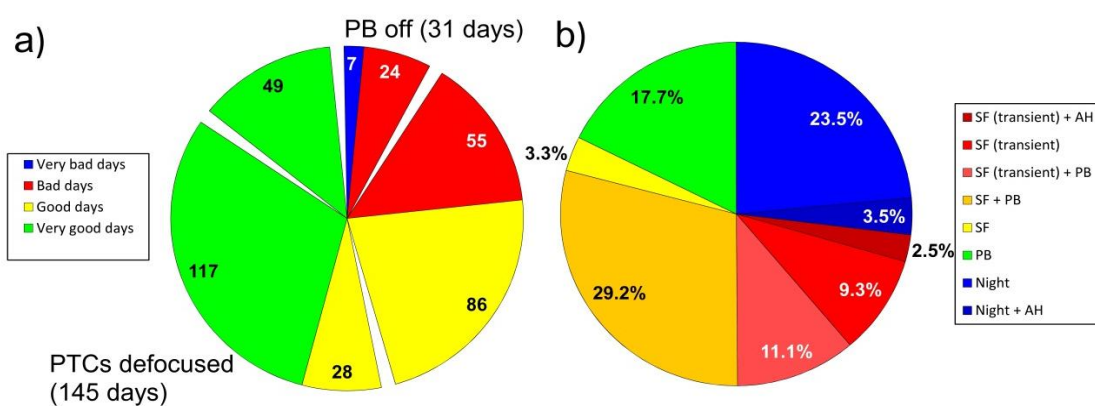 a)
PB off (31 days)
7
24
49
55
86
28
117
PTCs defocused
(145 days)
Very bad days
Bad days
Good days
Very good days
b)
17.7%
23.5%
3.3%
3.5%
2.5%
29.2%
9.3%
11.1%
SF (transient) + AH
SF (transient)
SF (transient) + PB
SF + PB
SF
PB
Night
Night + AH